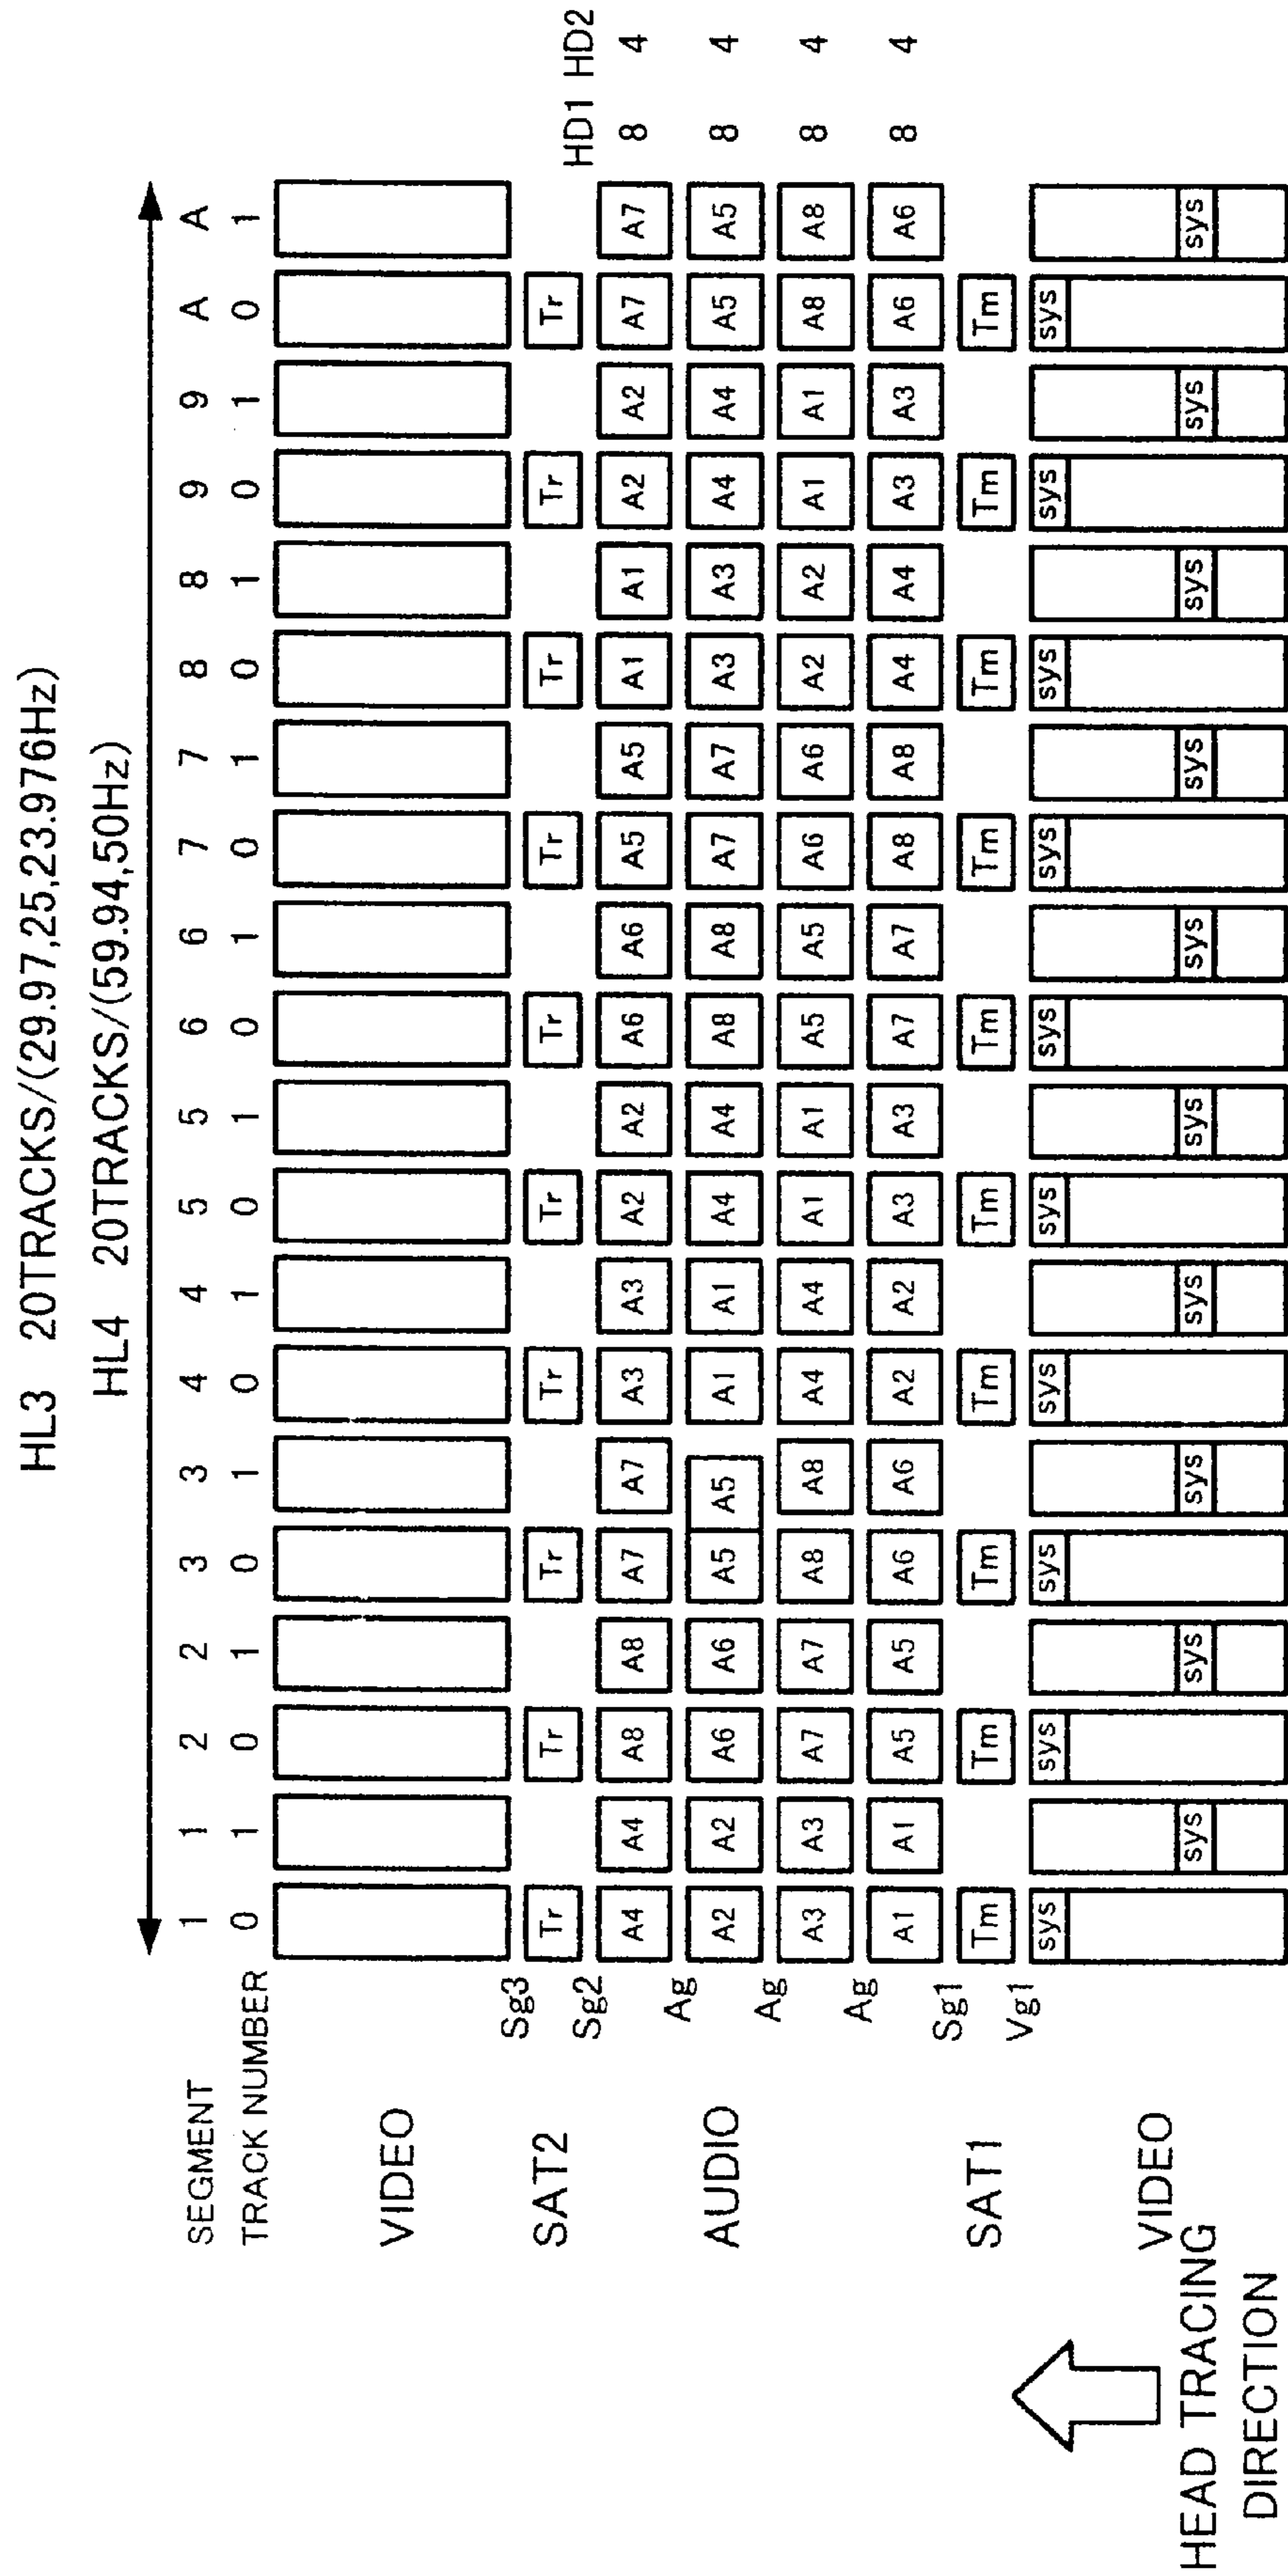 HL3 20TRACKS/(29.97,25,23.976Hz)
HL4 20TRACKS/(59.94,50Hz)
SEGMENT 1 1 2 2 3 3 4 4 5 5 6 6 7 7 8 8 9 9 A A
TRACK NUMBER 0 1 0 1 0 1 0 1 0 1 0 1 0 1 0 1 0 1 0 1
VIDEO
Sg3
SAT2 Tr Tr Tr Tr Tr Tr Tr Tr Tr Tr HD1 HD2
Sg2
A4 A4 A8 A8 A7 A7 A3 A3 A2 A2 A6 A6 A5 A5 A1 A1 A2 A2 A7 A7 8 4
Ag
AUDIO A2 A2 A6 A6 A5 A5 A1 A1 A4 A4 A8 A8 A7 A7 A3 A3 A4 A4 A5 A5 8 4
Ag
A3 A3 A7 A7 A8 A8 A4 A4 A1 A1 A5 A5 A6 A6 A2 A2 A1 A1 A8 A8 8 4
Ag
A1 A1 A5 A5 A6 A6 A2 A2 A3 A3 A7 A7 A8 A8 A4 A4 A3 A3 A6 A6 8 4
Sg1
SAT1 Tm Tm Tm Tm Tm Tm Tm Tm Tm Tm
Vg1
sys sys sys sys sys sys sys sys sys sys
VIDEO sys sys sys sys sys sys sys sys sys sys
HEAD TRACING
DIRECTION